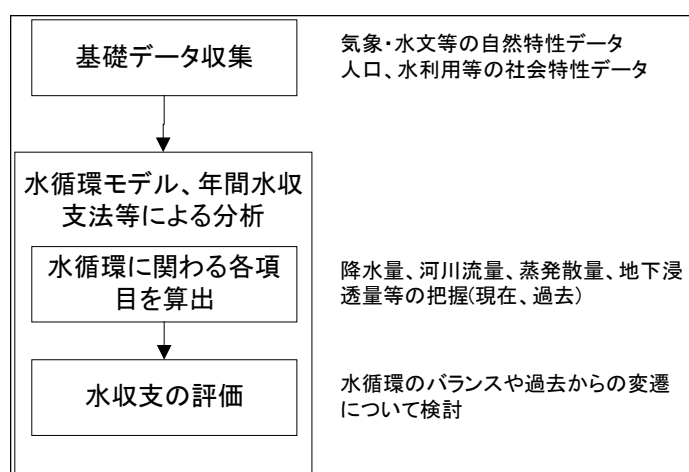 基礎データ収集
気象・水文等の自然特性データ
人口、水利用等の社会特性データ
水循環モデル、年間水収
支法等による分析
水循環に関わる各項
目を算出
降水量、河川流量、蒸発散量、地下浸
透量等の把握(現在、過去)
水収支の評価
水循環のバランスや過去からの変遷
について検討